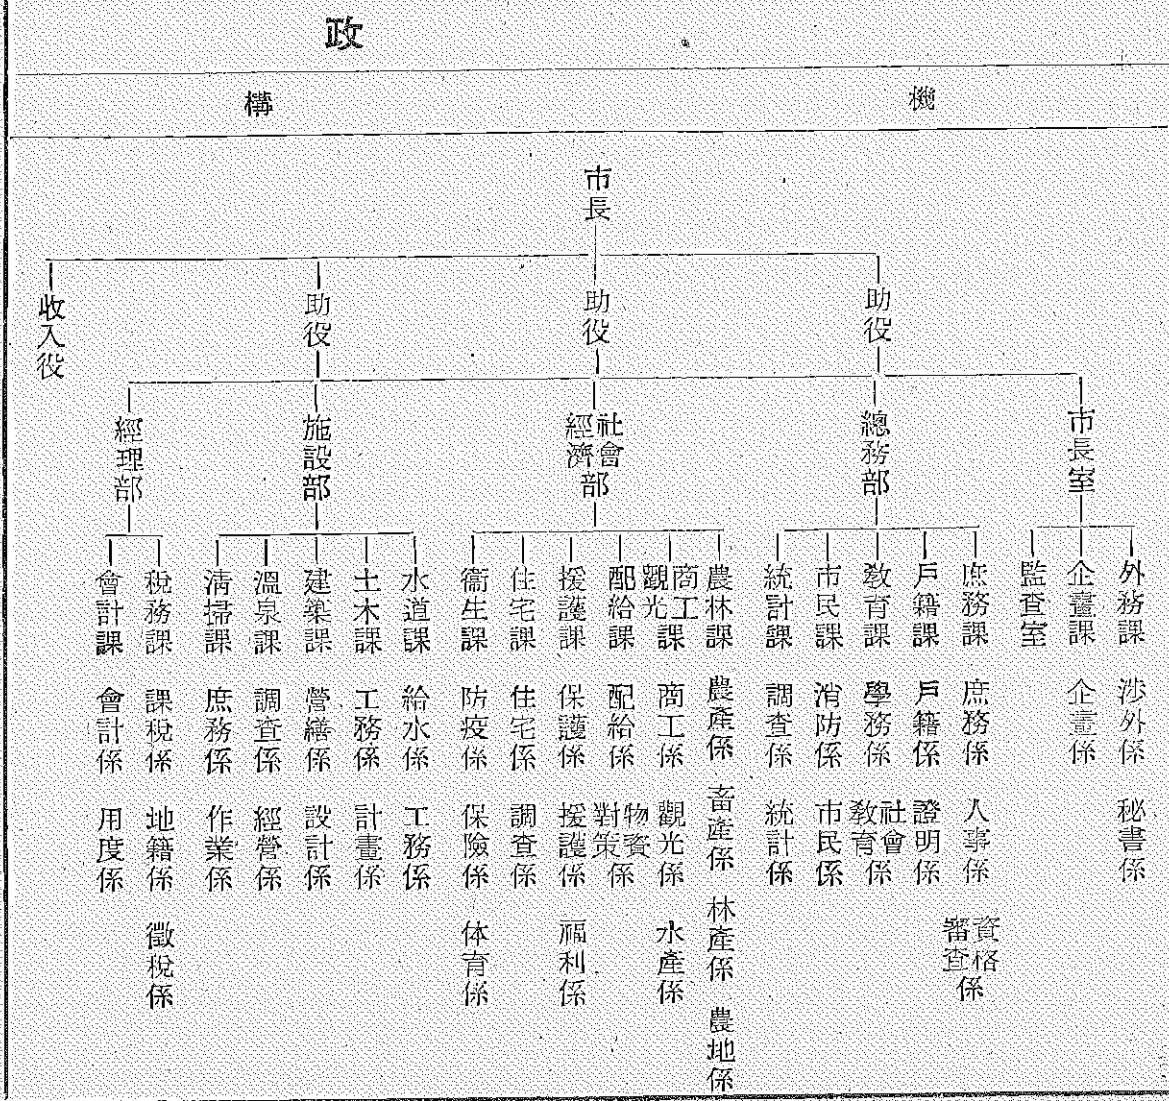 政
機構
市長
助役
助役
助役
收入役
市長室
總務部
社會經濟部
施設部
經理部
外務課 涉外係 秘書係
企畫課 企畫係
監查室
庶務課 庶務係 人事係 資格審查係
戶籍課 戶籍係 證明係
教育課 學務係 社會教育係
市民課 消防係 市民係
統計課 調查係 統計係
農林課 農產係 畜產係 林產係 農地係
商工觀光課 商工係 觀光係 水產係
配給課 配給係 物資對策係
援護課 保護係 援護係 福利係
住宅課 住宅係 調查係
衞生課 防疫係 保險係 体育係
水道課 給水係 工務係
土木課 工務係 計畫係
建築課 營繕係 設計係
溫泉課 調查係 經營係
淸掃課 庶務係 作業係
稅務課 課稅係 地籍係 徵稅係
會計課 會計係 用度係